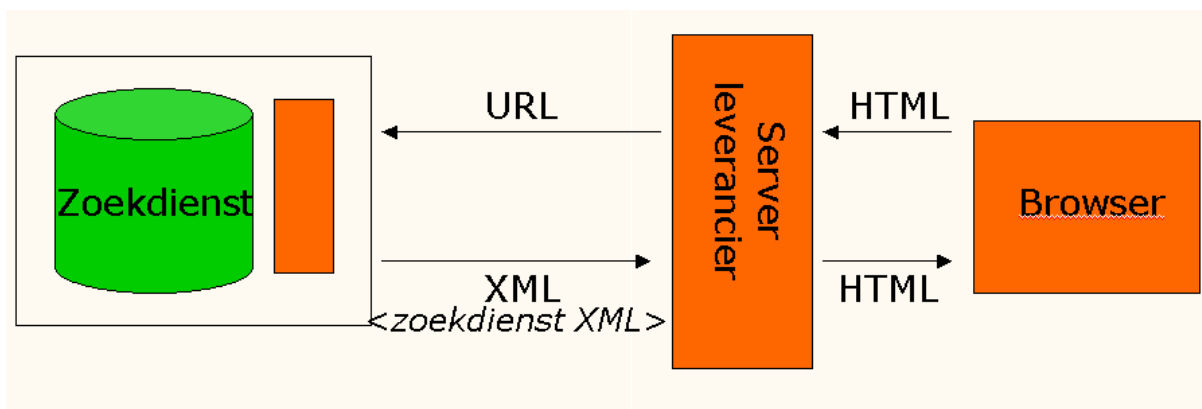 Zoekdienst
URL
XML
<zoekdienst XML>
Server
leverancier
HTML
HTML
Browser